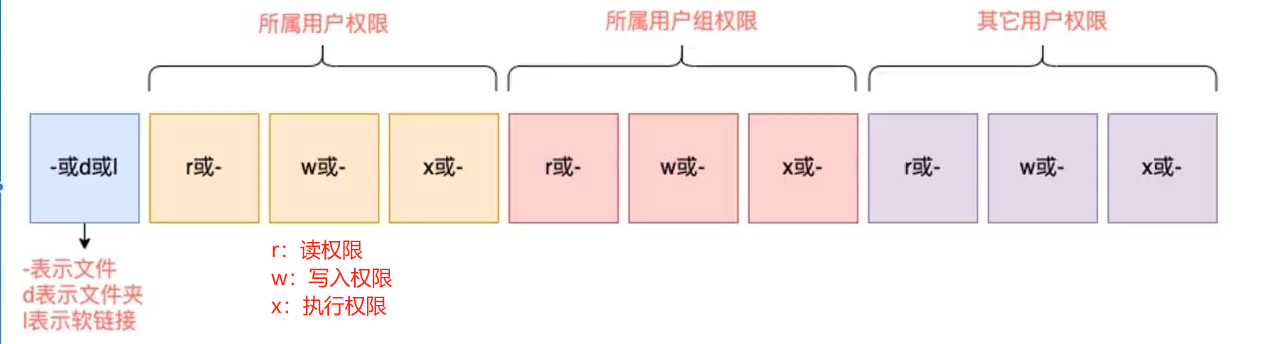 所属用户权限
所属用户组权限
其它用户权限
-或d或l
r或-
w或-
x或-
r或-
w或-
x或-
r或-
w或-
x或-
-表示文件
d表示文件夹
l表示软链接
r：读权限
w：写入权限
x：执行权限